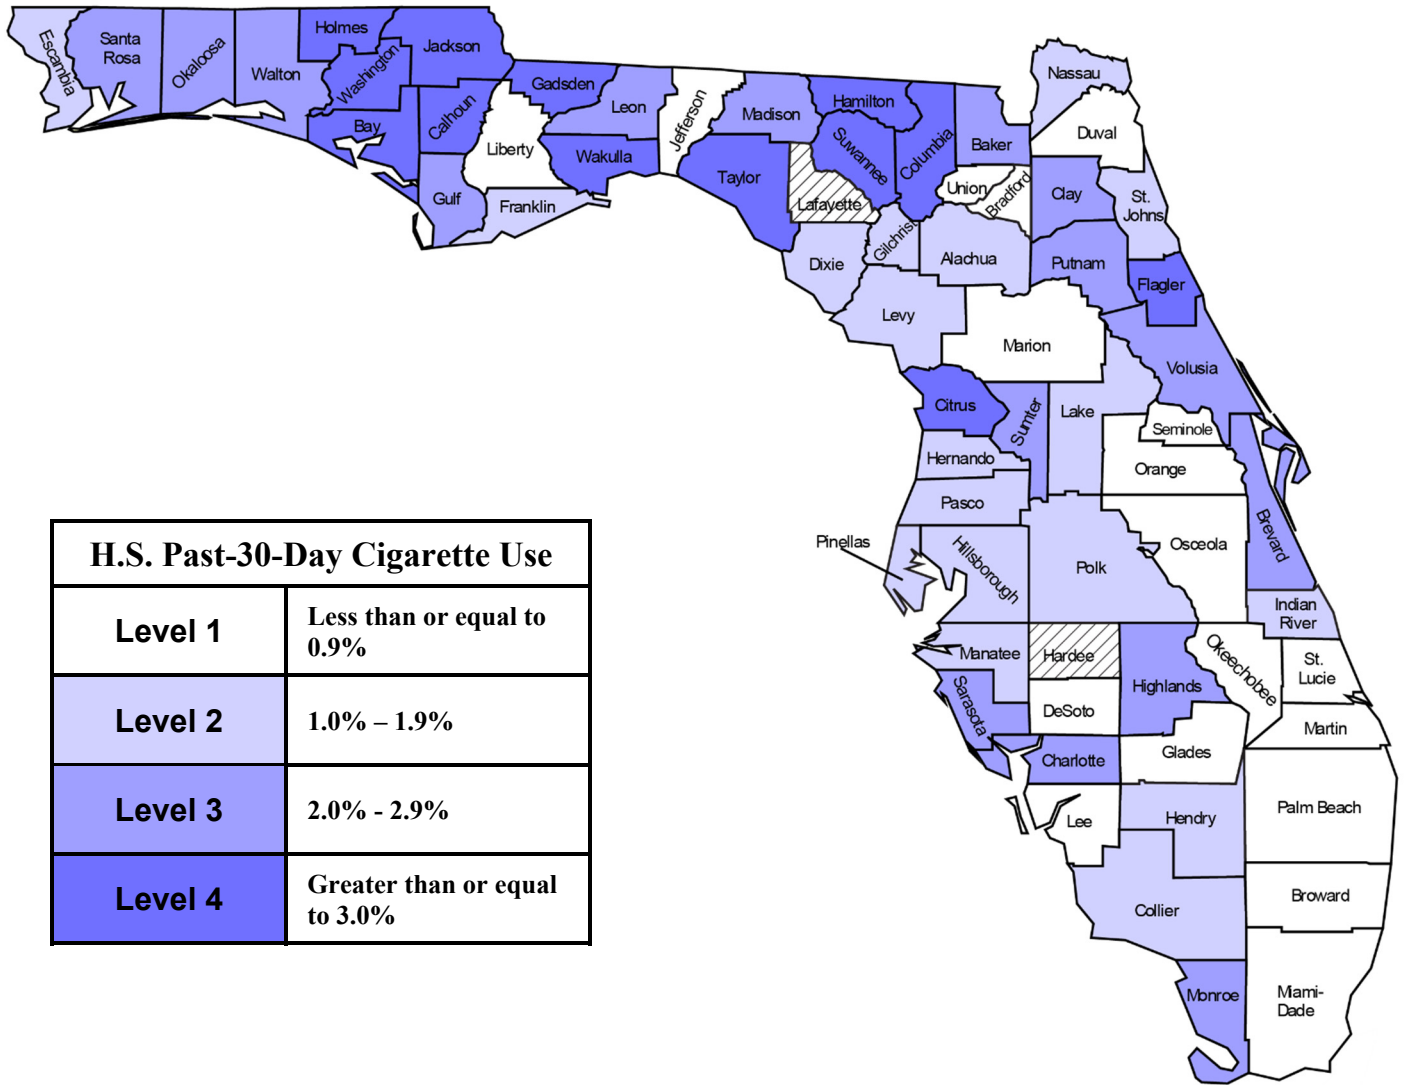 Escambia
Santa
Rosa
Okaloosa
Walton
Holmes
Washington
Jackson
Bay
Calhoun
Gulf
Liberty
Gadsden
Franklin
Leon
Wakulla
Jefferson
Madison
Taylor
Hamilton
Suwannee
Lafayette
Columbia
Baker
Nassau
Duval
Union
Bradford
Clay
St.
Johns
Gilchrist
Dixie
Alachua
Putnam
Flagler
Levy
Marion
Volusia
Citrus
Sumter
Lake
Seminole
Hernando
Orange
Pasco
Brevard
Pinellas
Hillsborough
Polk
Osceola
Indian
River
Manatee
Hardee
Highlands
Okeechobee
St.
Lucie
Sarasota
DeSoto
Martin
Charlotte
Glades
Lee
Hendry
Palm Beach
Collier
Broward
Monroe
Miami-
Dade
H.S. Past-30-Day Cigarette Use
Level 1
Less than or equal to
0.9%
Level 2
1.0% – 1.9%
Level 3
2.0% - 2.9%
Level 4
Greater than or equal
to 3.0%